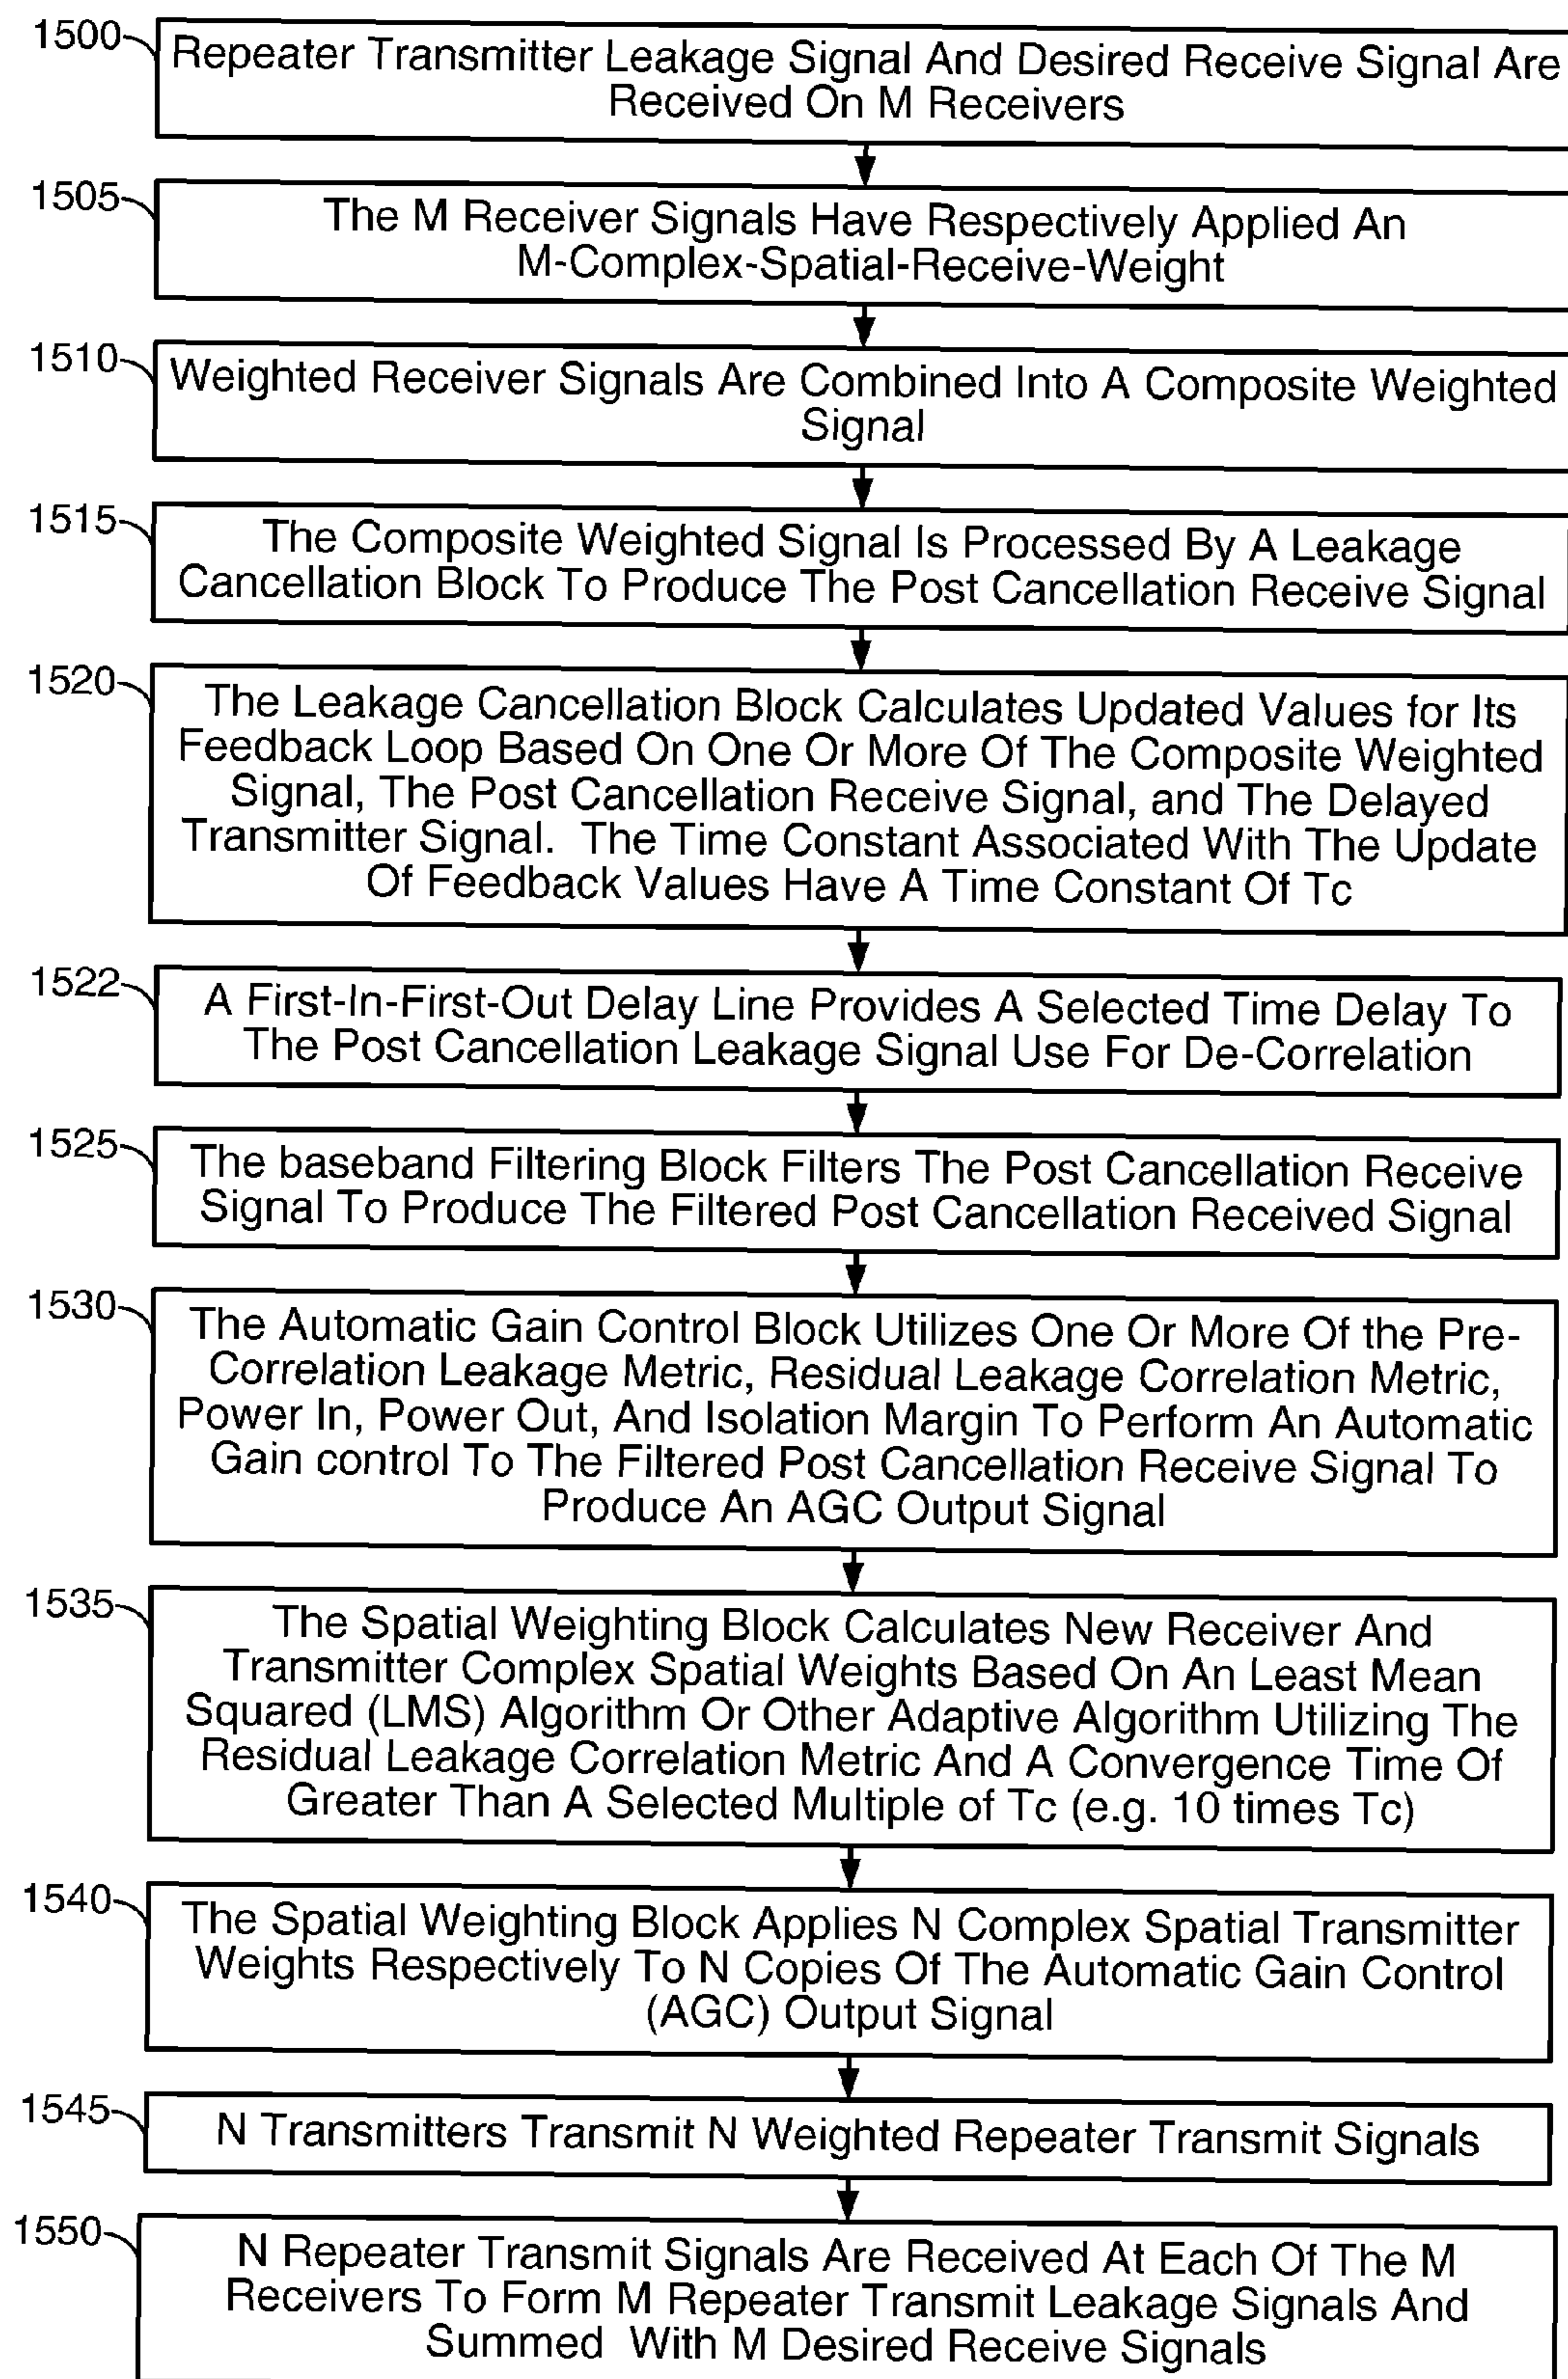 1500
Repeater Transmitter Leakage Signal And Desired Receive Signal Are
Received On M Receivers
1505
The M Receiver Signals Have Respectively Applied An
M-Complex-Spatial-Receive-Weight
1510
Weighted Receiver Signals Are Combined Into A Composite Weighted
Signal
1515
The Composite Weighted Signal Is Processed By A Leakage
Cancellation Block To Produce The Post Cancellation Receive Signal
1520
The Leakage Cancellation Block Calculates Updated Values for Its
Feedback Loop Based On One Or More Of The Composite Weighted
Signal, The Post Cancellation Receive Signal, and The Delayed
Transmitter Signal. The Time Constant Associated With The Update
Of Feedback Values Have A Time Constant Of Tc
1522
A First-In-First-Out Delay Line Provides A Selected Time Delay To
The Post Cancellation Leakage Signal Use For De-Correlation
1525
The baseband Filtering Block Filters The Post Cancellation Receive
Signal To Produce The Filtered Post Cancellation Received Signal
1530
The Automatic Gain Control Block Utilizes One Or More Of the Pre-
Correlation Leakage Metric, Residual Leakage Correlation Metric,
Power In, Power Out, And Isolation Margin To Perform An Automatic
Gain control To The Filtered Post Cancellation Receive Signal To
Produce An AGC Output Signal
1535
The Spatial Weighting Block Calculates New Receiver And
Transmitter Complex Spatial Weights Based On An Least Mean
Squared (LMS) Algorithm Or Other Adaptive Algorithm Utilizing The
Residual Leakage Correlation Metric And A Convergence Time Of
Greater Than A Selected Multiple of Tc (e.g. 10 times Tc)
1540
The Spatial Weighting Block Applies N Complex Spatial Transmitter
Weights Respectively To N Copies Of The Automatic Gain Control
(AGC) Output Signal
1545
N Transmitters Transmit N Weighted Repeater Transmit Signals
1550
N Repeater Transmit Signals Are Received At Each Of The M
Receivers To Form M Repeater Transmit Leakage Signals And
Summed With M Desired Receive Signals